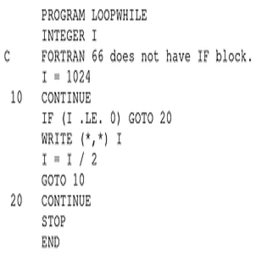 PROGRAM LOOPWHILE
INTEGER I
C FORTRAN 66 does not have IF block.
I = 1024
10 CONTINUE
IF (I .LE. 0) GOTO 20
WRITE (*,*) I
I = I / 2
GOTO 10
20 CONTINUE
STOP
END